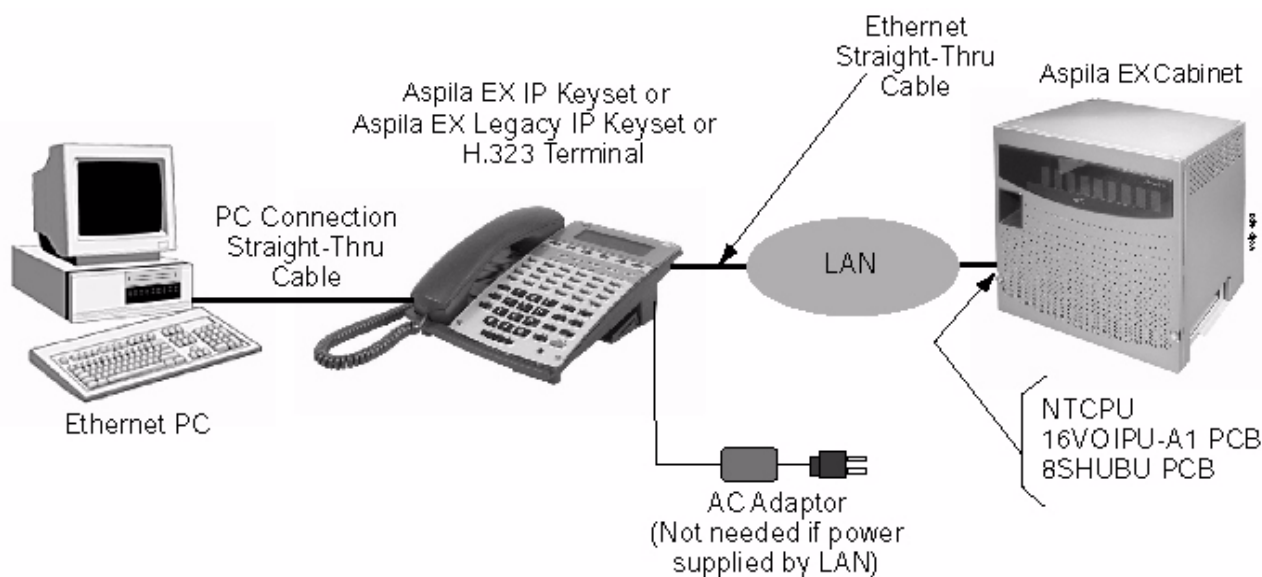 Ethernet
Straight-Thru
Cable
Aspila EX Cabinet
Aspila EX IP Keyset or
Aspila EX Legacy IP Keyset or
H.323 Terminal
PC Connection
Straight-Thru
Cable
LAN
Ethernet PC
NTCPU
16VOIPU-A1 PCB
8SHUBU PCB
AC Adaptor
(Not needed if power
supplied by LAN)